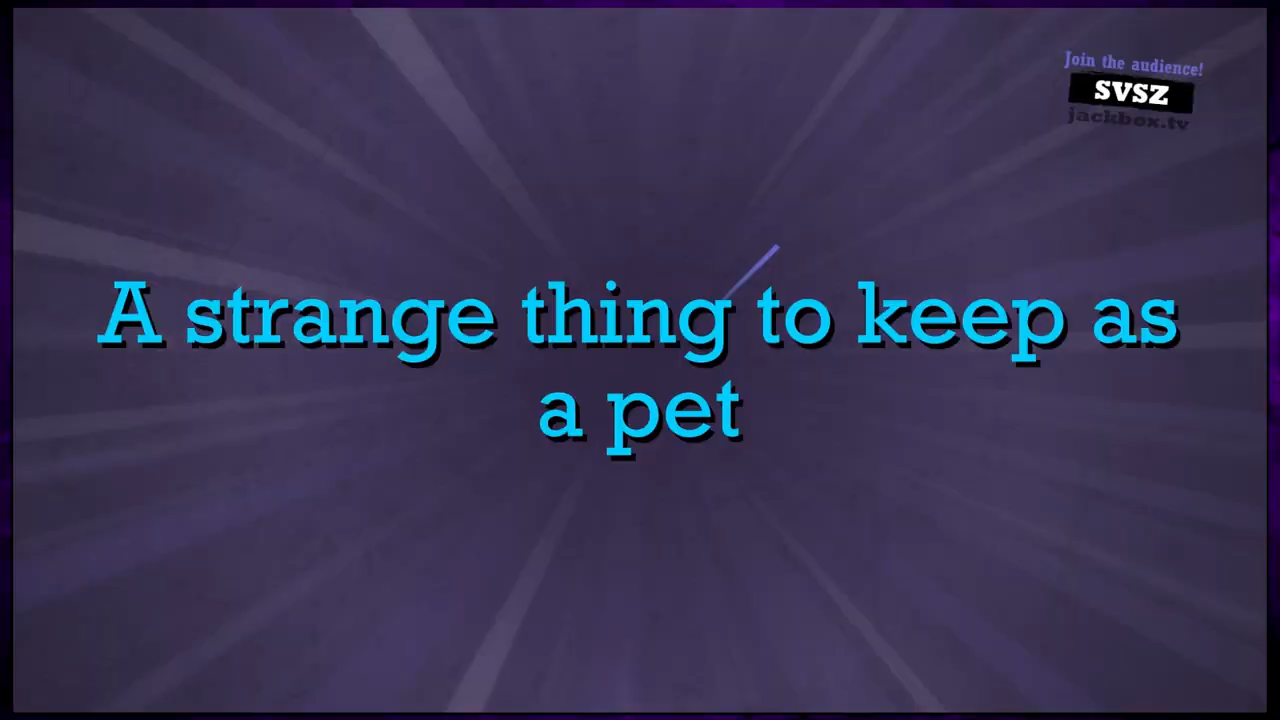 Join the audience!
SVSZ
jackbox.tv
A strange thing to keep as
a pet